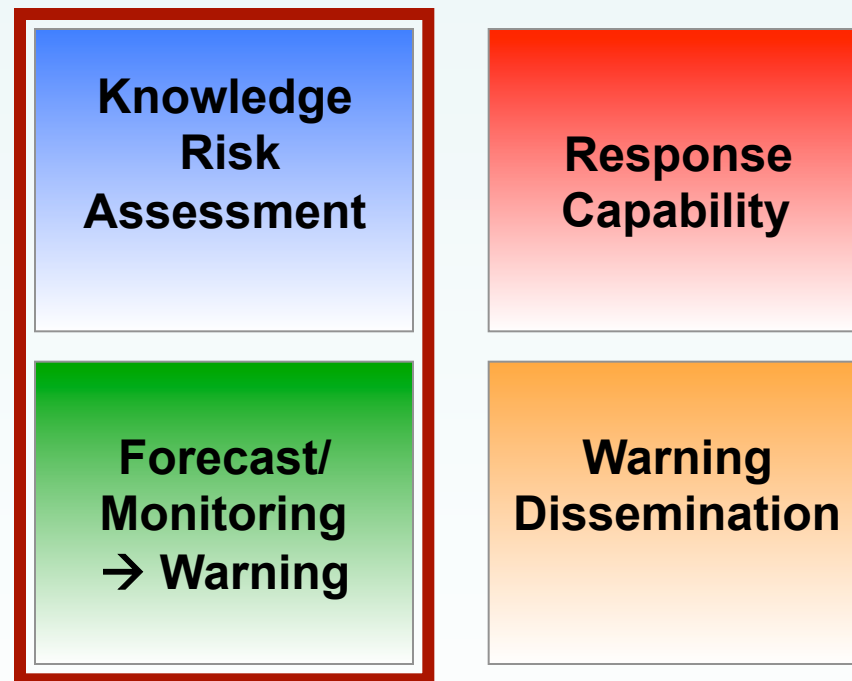 Knowledge
Risk
Assessment
Response
Capability
Forecast/
Monitoring
→ Warning
Warning
Dissemination